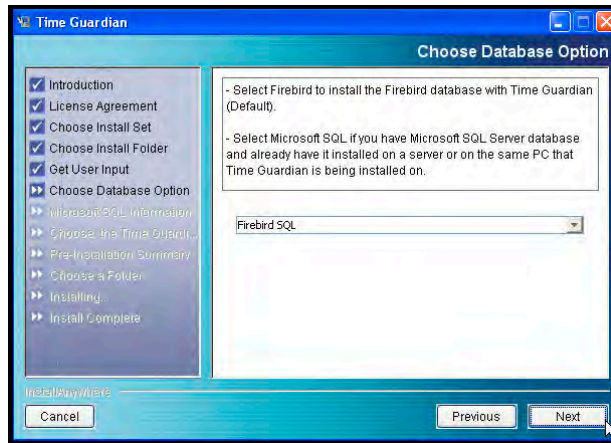 Time Guardian
Choose Database Option
Introduction
License Agreement
Choose Install Set
Choose Install Folder
Get User Input
Choose Database Option
Microsoft SQL Information
Choose the Time Guardi...
Pre-Installation Summary
Choose a Folder
Installing...
Install Complete
- Select Firebird to install the Firebird database with Time Guardian
(Default).
- Select Microsoft SQL if you have Microsoft SQL Server database
and already have it installed on a server or on the same PC that
Time Guardian is being installed on.
Firebird SQL
InstallAnywhere
Cancel
Previous
Next